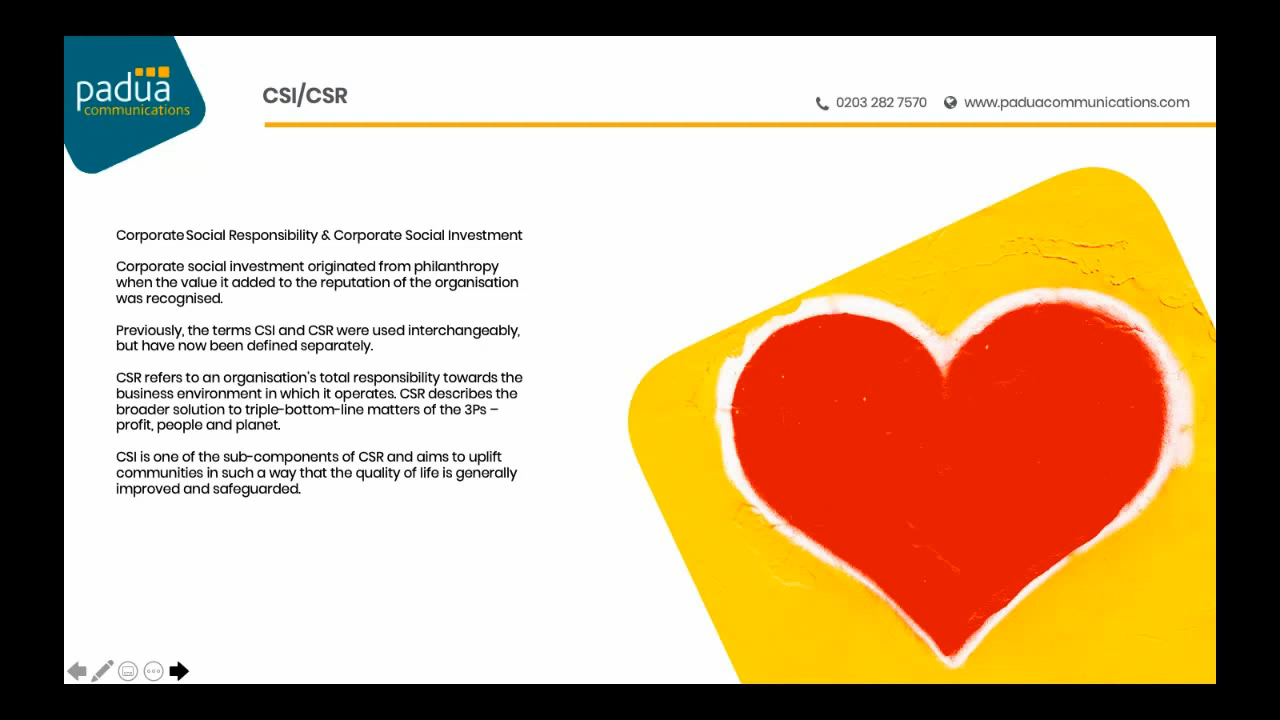 padua
communications
CSI/CSR
0203 282 7570
www.paduacommunications.com
Corporate Social Responsibility & Corporate Social Investment
Corporate social investment originated from philanthropy
when the value it added to the reputation of the organisation
was recognised.
Previously, the terms CSI and CSR were used interchangeably,
but have now been defined separately.
CSR refers to an organisation's total responsibility towards the
business environment in which it operates. CSR describes the
broader solution to triple-bottom-line matters of the 3Ps –
profit, people and planet.
CSI is one of the sub-components of CSR and aims to uplift
communities in such a way that the quality of life is generally
improved and safeguarded.